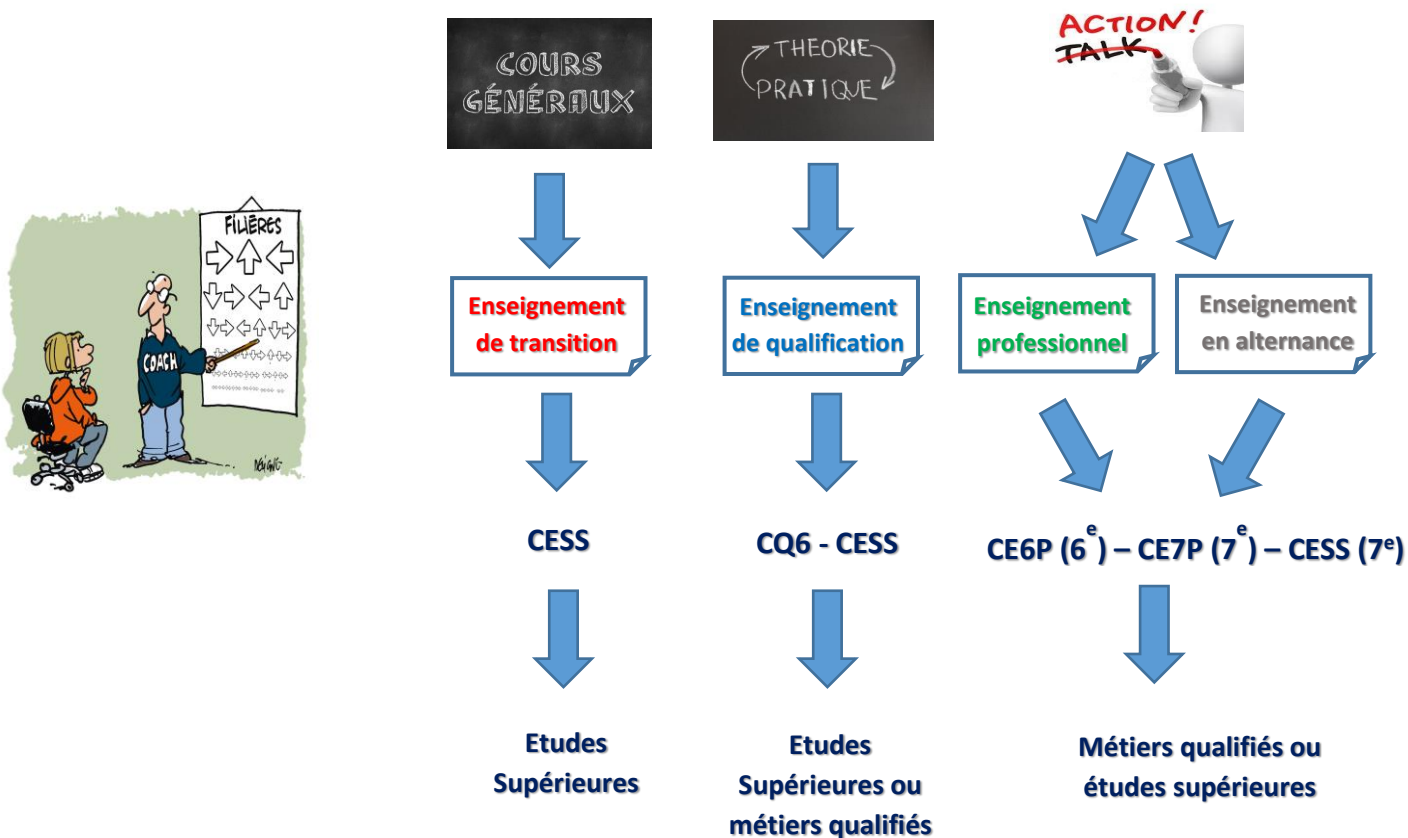 COURS
GÉNÉRAUX
THEORIE
PRATIQUE
ACTION!
TALK
FILIÈRES
COACH
Enseignement
de transition
Enseignement
de qualification
Enseignement
professionnel
Enseignement
en alternance
CESS
CQ6 - CESS
CE6P (6e) – CE7P (7e) – CESS (7e)
Etudes
Supérieures
Etudes
Supérieures ou
métiers qualifiés
Métiers qualifiés ou
études supérieures